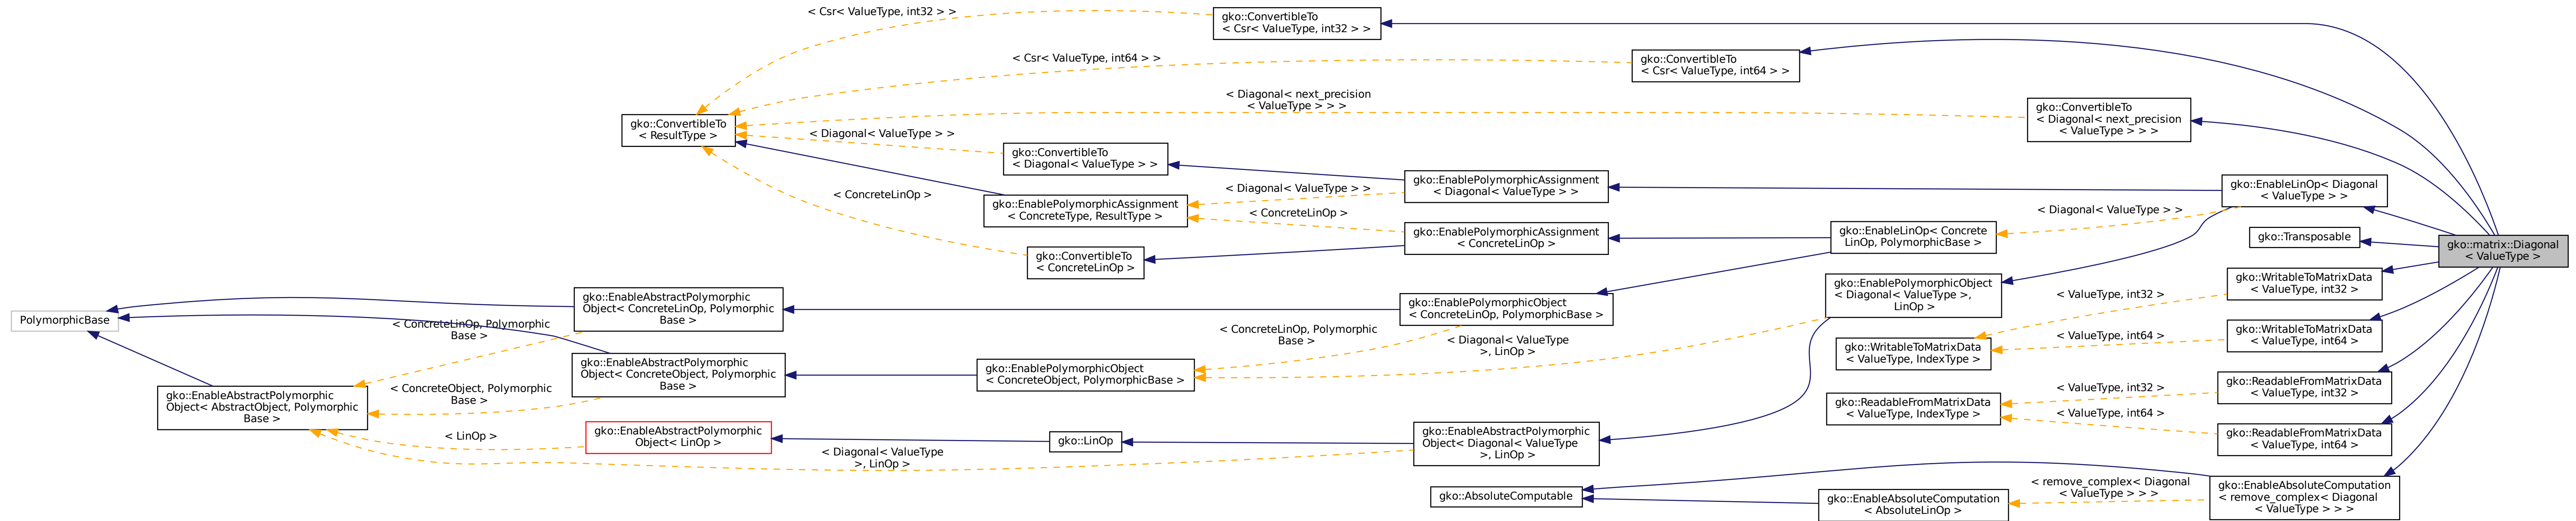 < Csr< ValueType, int32 > >
gko::ConvertibleTo
< Csr< ValueType, int32 > >
< Csr< ValueType, int64 > >
gko::ConvertibleTo
< Csr< ValueType, int64 > >
< Diagonal< next_precision
< ValueType > > >
gko::ConvertibleTo
< Diagonal< next_precision
< ValueType > > >
gko::ConvertibleTo
< ResultType >
< Diagonal< ValueType > >
gko::ConvertibleTo
< Diagonal< ValueType > >
gko::EnablePolymorphicAssignment
< Diagonal< ValueType > >
gko::EnableLinOp< Diagonal
< ValueType > >
< ConcreteLinOp >
gko::EnablePolymorphicAssignment
< ConcreteType, ResultType >
< Diagonal< ValueType > >
< ConcreteLinOp >
< Diagonal< ValueType > >
gko::EnablePolymorphicAssignment
< ConcreteLinOp >
gko::EnableLinOp< Concrete
LinOp, PolymorphicBase >
gko::Transposable
gko::matrix::Diagonal
< ValueType >
gko::ConvertibleTo
< ConcreteLinOp >
gko::EnablePolymorphicObject
< Diagonal< ValueType >,
LinOp >
gko::WritableToMatrixData
< ValueType, int32 >
PolymorphicBase
gko::EnableAbstractPolymorphic
Object< ConcreteLinOp, Polymorphic
Base >
gko::EnablePolymorphicObject
< ConcreteLinOp, PolymorphicBase >
< ValueType, int32 >
< ConcreteLinOp, Polymorphic
Base >
< ConcreteLinOp, Polymorphic
Base >
< Diagonal< ValueType
>, LinOp >
< ValueType, int64 >
gko::WritableToMatrixData
< ValueType, int64 >
gko::WritableToMatrixData
< ValueType, IndexType >
gko::EnableAbstractPolymorphic
Object< ConcreteObject, Polymorphic
Base >
gko::EnablePolymorphicObject
< ConcreteObject, PolymorphicBase >
gko::EnableAbstractPolymorphic
Object< AbstractObject, Polymorphic
Base >
< ConcreteObject, Polymorphic
Base >
gko::ReadableFromMatrixData
< ValueType, IndexType >
< ValueType, int32 >
gko::ReadableFromMatrixData
< ValueType, int32 >
< ValueType, int64 >
gko::ReadableFromMatrixData
< ValueType, int64 >
< LinOp >
gko::EnableAbstractPolymorphic
Object< LinOp >
gko::LinOp
gko::EnableAbstractPolymorphic
Object< Diagonal< ValueType
>, LinOp >
< Diagonal< ValueType
>, LinOp >
gko::AbsoluteComputable
gko::EnableAbsoluteComputation
< AbsoluteLinOp >
< remove_complex< Diagonal
< ValueType > > >
gko::EnableAbsoluteComputation
< remove_complex< Diagonal
< ValueType > > >